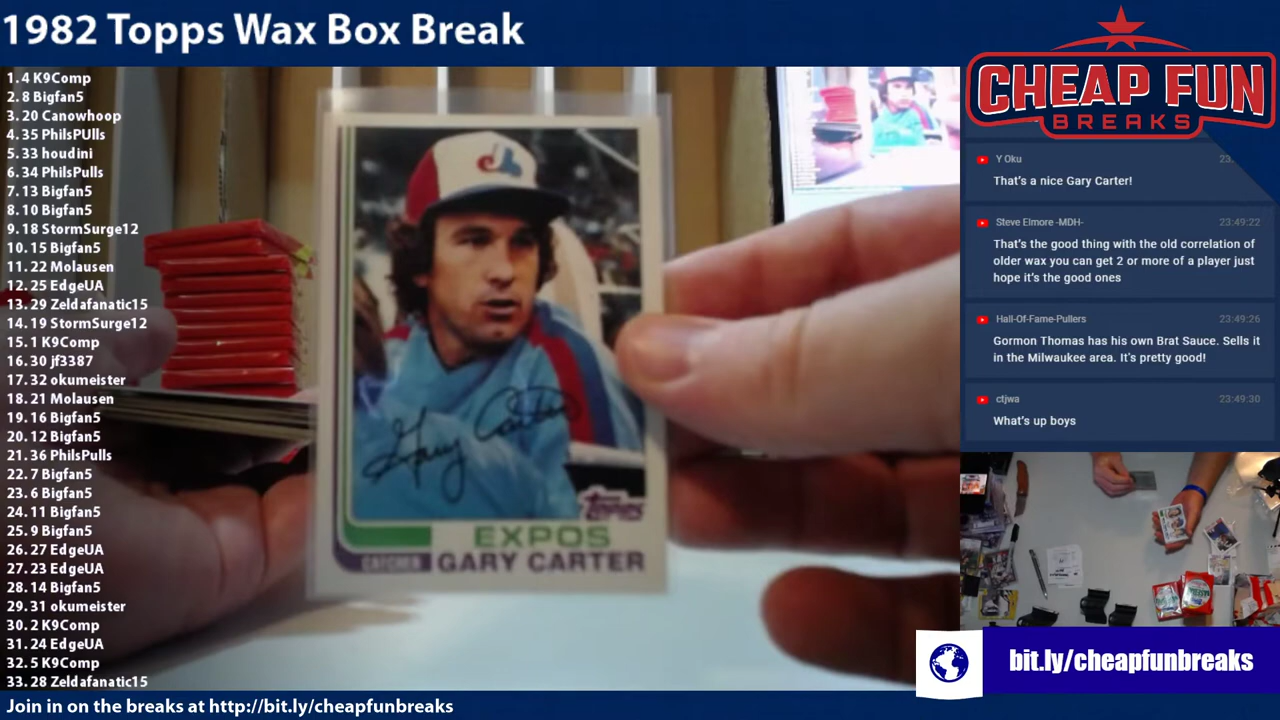 1982 Topps Wax Box Break
1. 4 K9Comp
2. 8 Bigfan5
3. 20 Canowhoop
4. 35 PhilsPUlls
5. 33 houdini
6. 34 PhilsPulls
7. 13 Bigfan5
8. 10 Bigfan5
9. 18 StormSurge12
10. 15 Bigfan5
11. 22 Molausen
12. 25 EdgeUA
13. 29 Zeldafanatic15
14. 19 StormSurge12
15. 1 K9Comp
16. 30 jf3387
17. 32 okumeister
18. 21 Molausen
19. 16 Bigfan5
20. 12 Bigfan5
21. 36 PhilsPulls
22. 7 Bigfan5
23. 6 Bigfan5
24. 11 Bigfan5
25. 9 Bigfan5
26. 27 EdgeUA
27. 23 EdgeUA
28. 14 Bigfan5
29. 31 okumeister
30. 2 K9Comp
31. 24 EdgeUA
32. 5 K9Comp
33. 28 Zeldafanatic15
Gary Carter
Topps
EXPOS
CATCHER GARY CARTER
CHEAP FUN
BREAKS
Y Oku
That's a nice Gary Carter!
Steve Elmore -MDH- 23:49:22
That's the good thing with the old correlation of
older wax you can get 2 or more of a player just
hope it's the good ones
Hall-Of-Fame-Pullers 23:49:26
Gormon Thomas has his own Brat Sauce. Sells it
in the Milwaukee area. It's pretty good!
ctjwa 23:49:30
What's up boys
bit.ly/cheapfunbreaks
Join in on the breaks at http://bit.ly/cheapfunbreaks